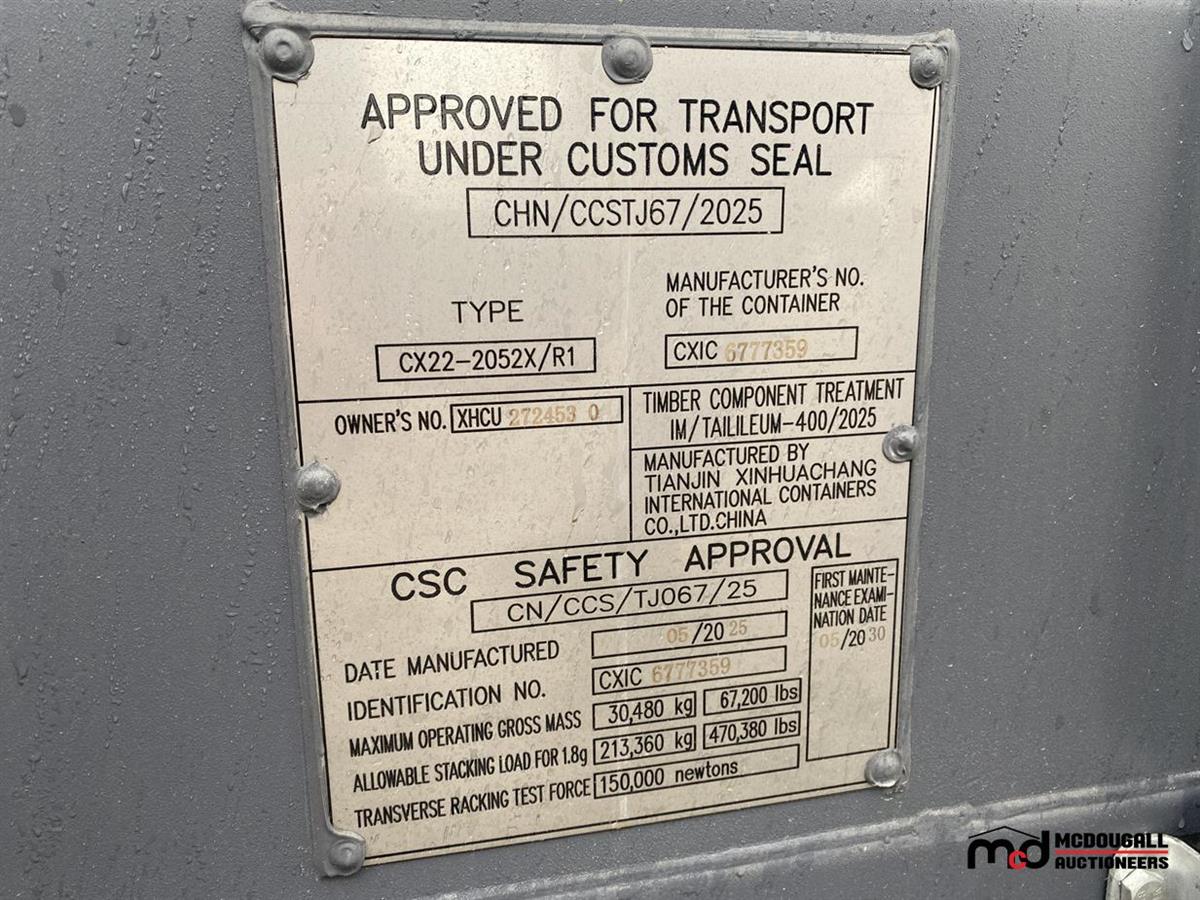 APPROVED FOR TRANSPORT
UNDER CUSTOMS SEAL
CHN/CCSTJ67/2025
TYPE
CX22-2052X/R1
MANUFACTURER'S NO.
OF THE CONTAINER
CXIC 6777359
OWNER'S NO. XHCU 272453 0
TIMBER COMPONENT TREATMENT
IM/TAILILEUM-400/2025
MANUFACTURED BY
TIANJIN XINHUACHANG
INTERNATIONAL CONTAINERS
CO.,LTD.CHINA
CSC SAFETY APPROVAL
CN/CCS/TJ067/25
DATE MANUFACTURED 05/2025
IDENTIFICATION NO. CXIC 6777359
MAXIMUM OPERATING GROSS MASS 30,480 kg 67,200 lbs
ALLOWABLE STACKING LOAD FOR 1.8g 213,360 kg 470,380 lbs
TRANSVERSE RACKING TEST FORCE 150,000 newtons
FIRST MAINTE-
NANCE EXAMI-
NATION DATE
05/2030
mcd MCDOUGALL
AUCTIONEERS